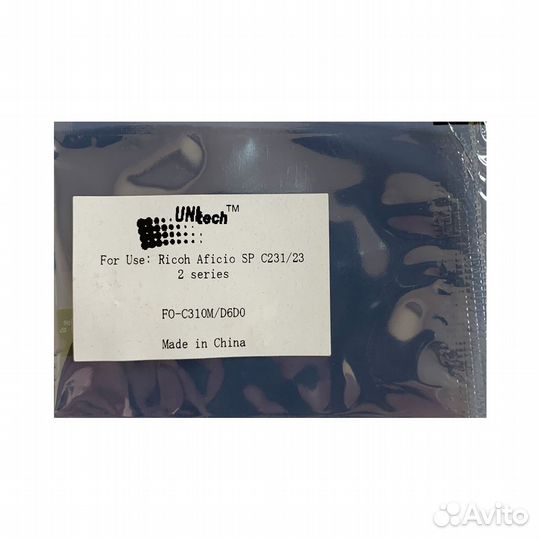 UNItech™
For Use: Ricoh Aficio SP C231/23
2 series
FO-C310M/D6D0
Made in China
Avito